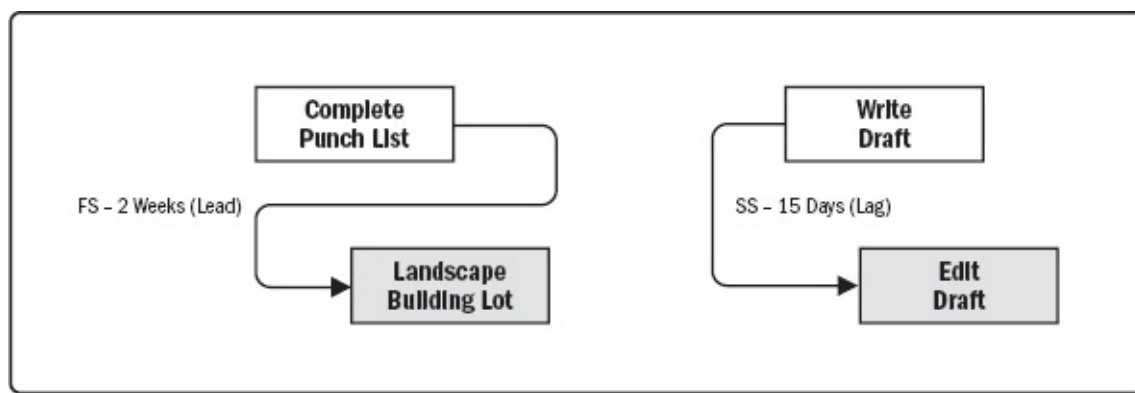 Complete
Punch List
Write
Draft
FS – 2 Weeks (Lead)
SS – 15 Days (Lag)
Landscape
Building Lot
Edit
Draft